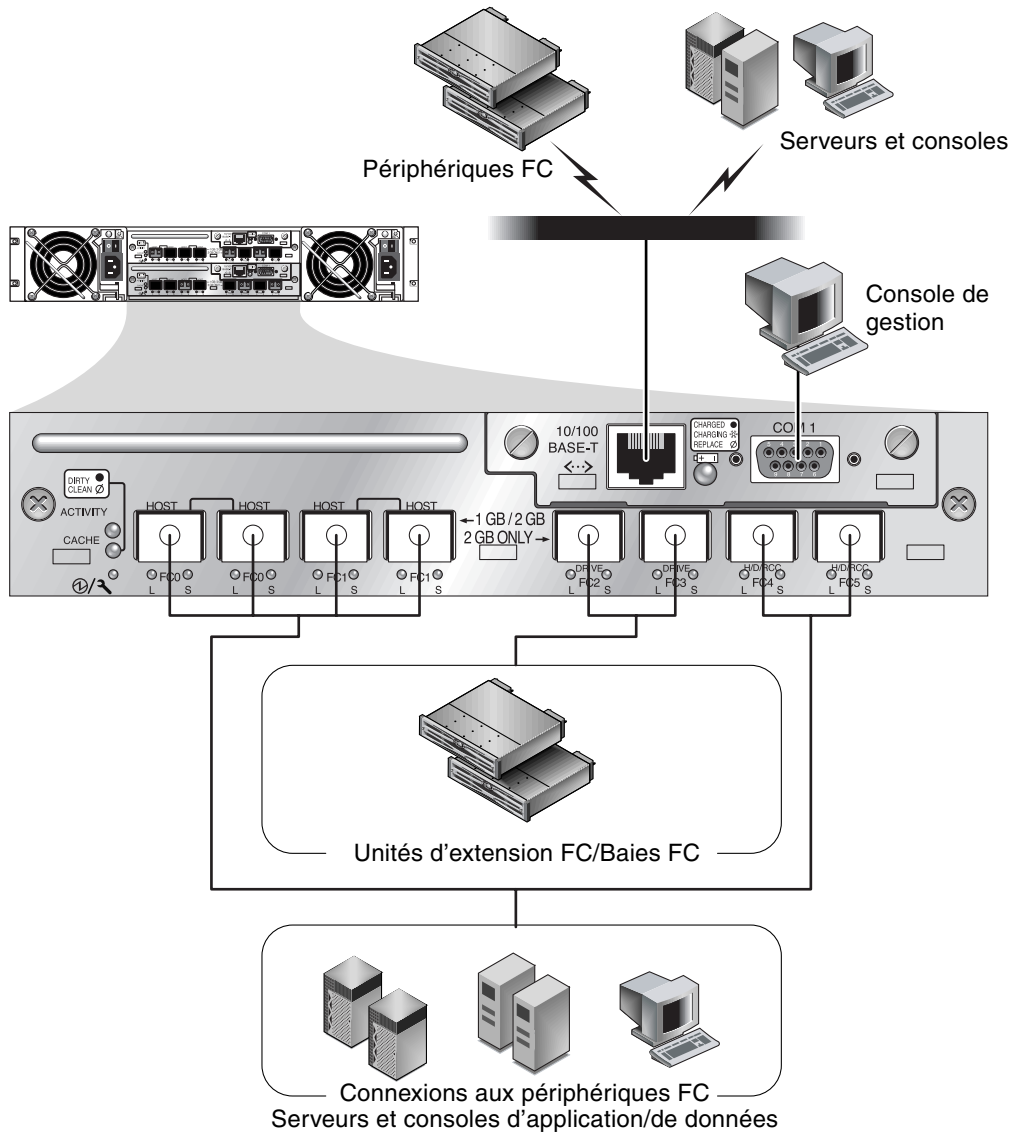 Périphériques FC
Serveurs et consoles
Console de
gestion
10/100
BASE-T
<···>
CHARGED
CHARGING
REPLACE
COM 1
DIRTY
CLEAN
ACTIVITY
CACHE
HOST
HOST
HOST
HOST
←1 GB / 2 GB
2 GB ONLY→
DRIVE
DRIVE
H/D/RCC
H/D/RCC
FC0
FC0
FC1
FC1
FC2
FC3
FC4
FC5
L S
L S
L S
L S
L S
L S
L S
L S
Unités d'extension FC/Baies FC
Connexions aux périphériques FC
Serveurs et consoles d'application/de données